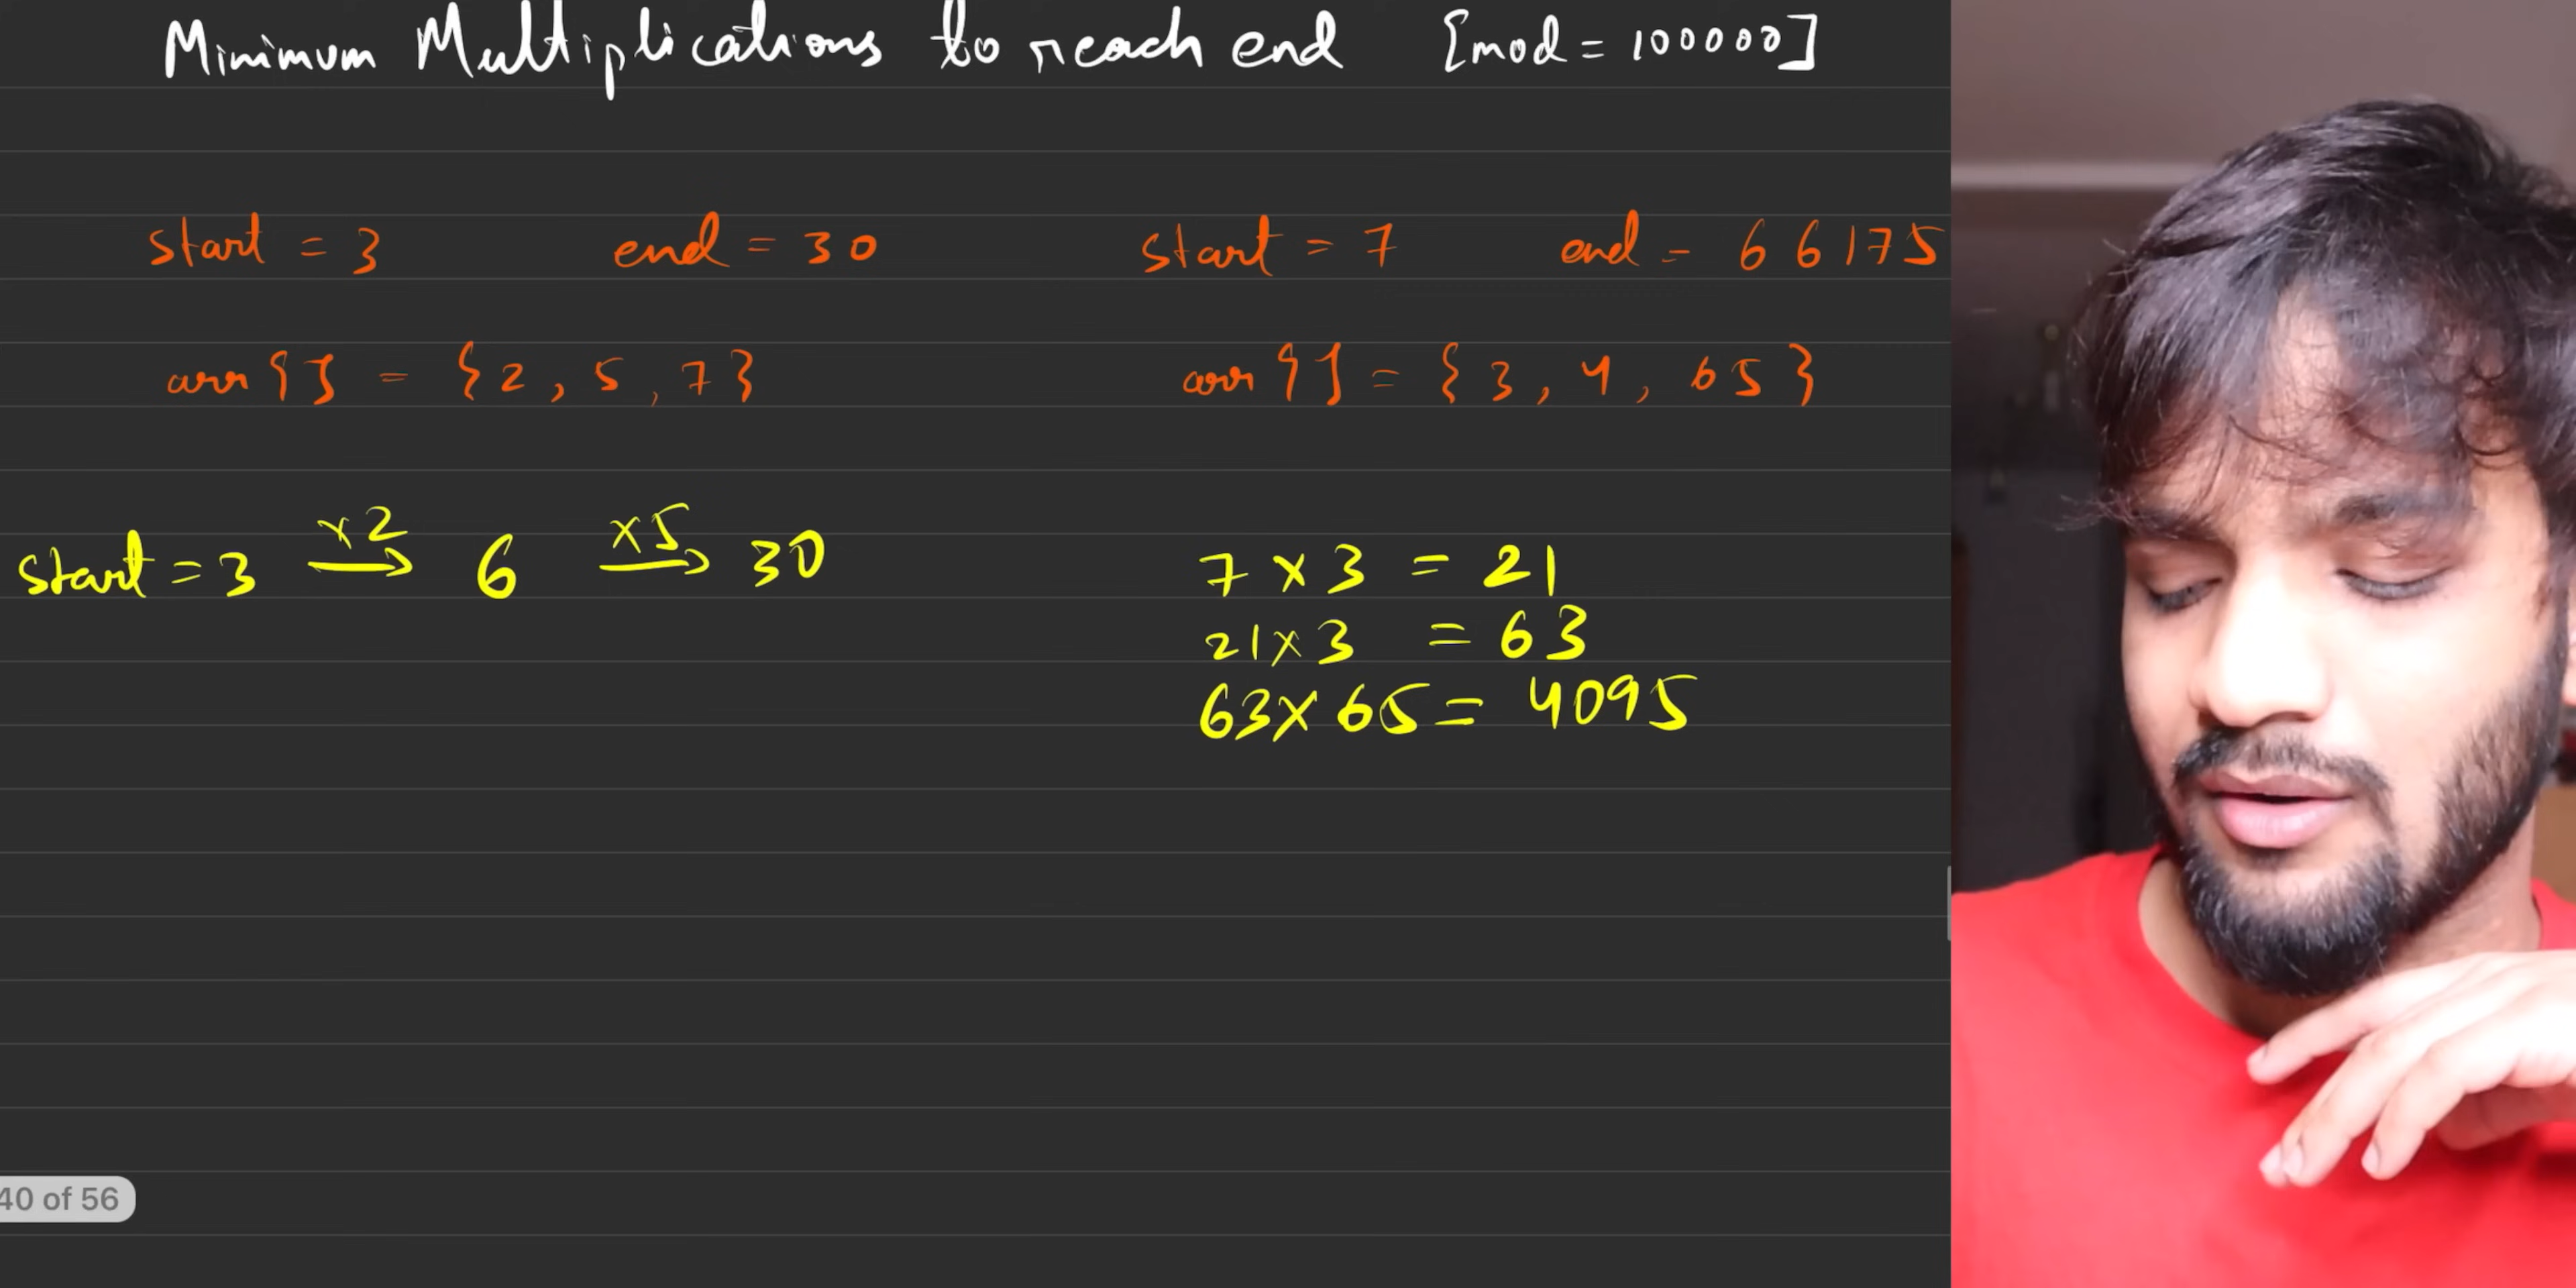 Minimum Multiplications to reach end [mod = 100000]
start = 3 end = 30
arr{} = {2, 5, 7}
start = 3 ×2→ 6 ×5→ 30
start = 7 end = 66175
arr{} = {3, 4, 65}
7 × 3 = 21
21 × 3 = 63
63 × 65 = 4095
40 of 56